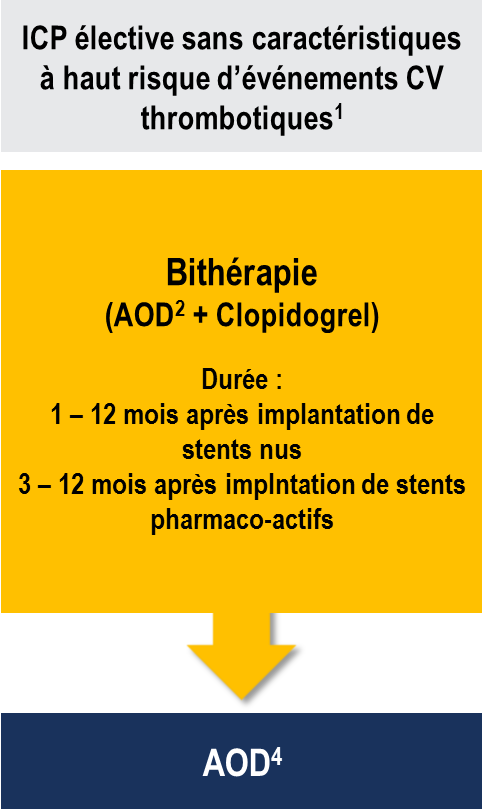 ICP élective sans caractéristiques
à haut risque d’événements CV
thrombotiques1
Bithérapie
(AOD2 + Clopidogrel)
Durée :
1 – 12 mois après implantation de
stents nus
3 – 12 mois après implntation de stents
pharmaco-actifs
AOD4